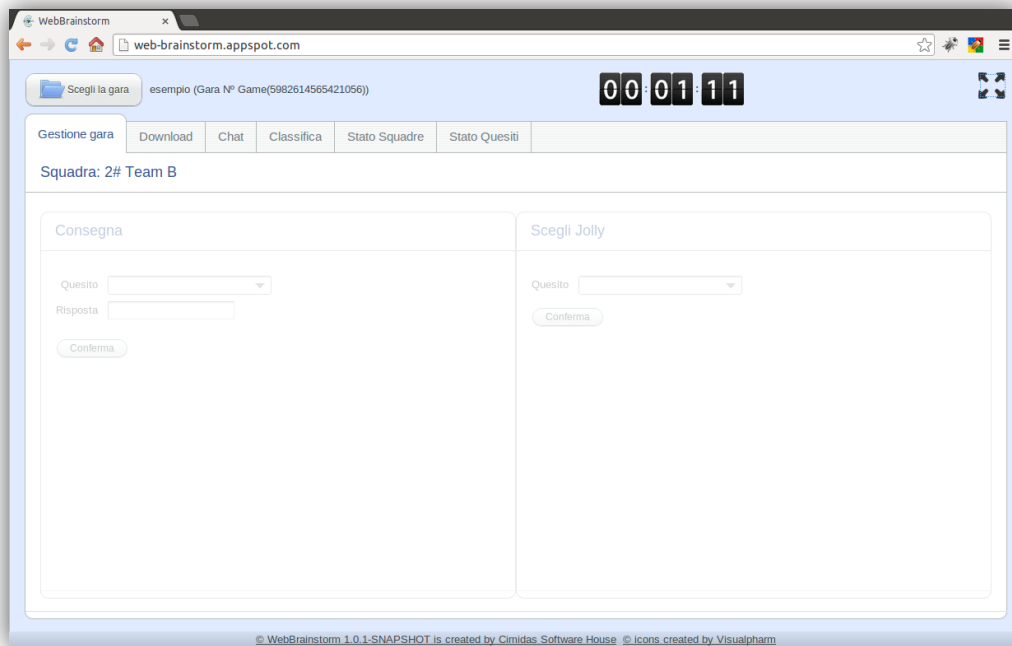 WebBrainstorm
web-brainstorm.appspot.com
Scegli la gara esempio (Gara Nº Game(5982614565421056)) 00:01:11
Gestione gara Download Chat Classifica Stato Squadre Stato Quesiti
Squadra: 2# Team B
Consegna
Quesito
Risposta
Conferma
Scegli Jolly
Quesito
Conferma
© WebBrainstorm 1.0.1-SNAPSHOT is created by Cimidas Software House © icons created by Visualpharm